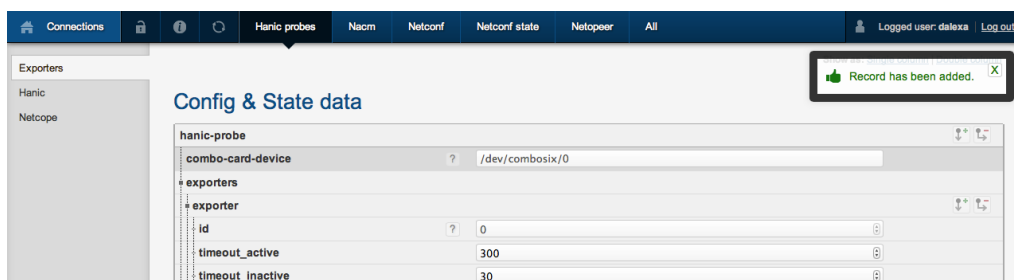 Connections Hanic probes Nacm Netconf Netconf state Netopeer All Logged user: dalexa Log out
Exporters
Hanic
Netcope
Record has been added. X
Config & State data
hanic-probe
combo-card-device ? /dev/combosix/0
exporters
exporter
id ? 0
timeout_active 300
timeout_inactive 30